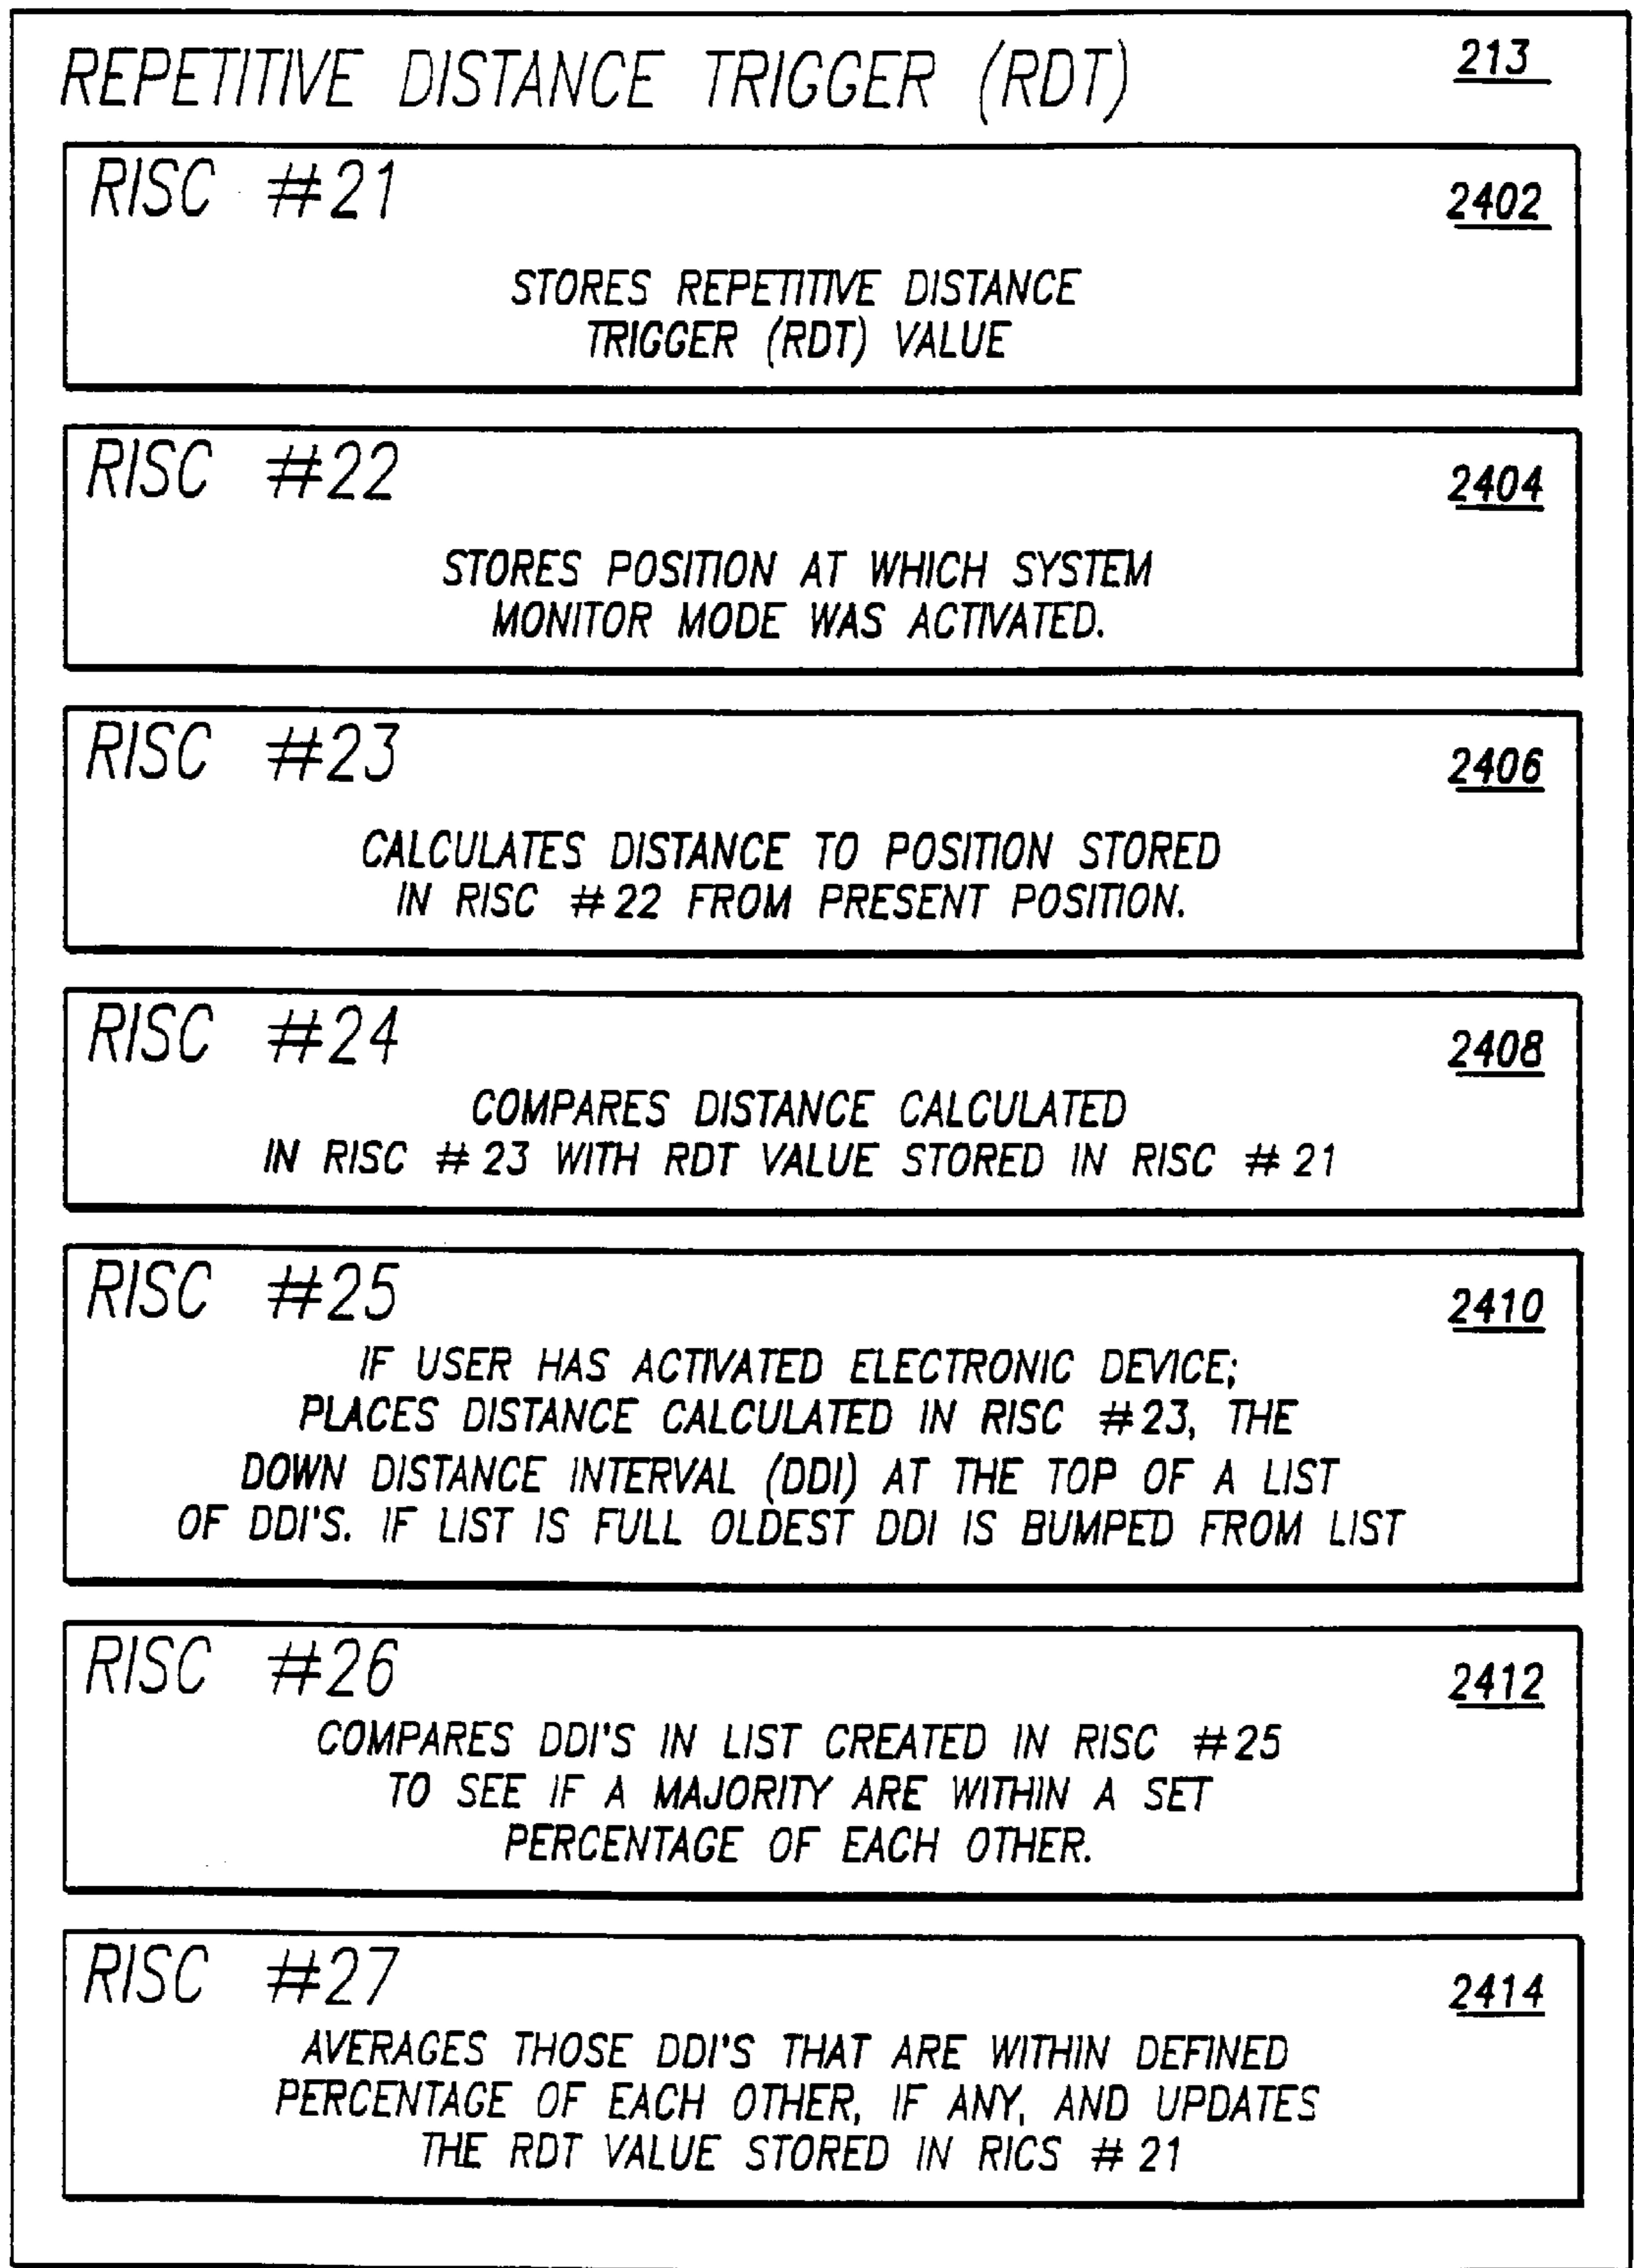 REPETITIVE DISTANCE TRIGGER (RDT) 213
RISC #21 2402
STORES REPETITIVE DISTANCE
TRIGGER (RDT) VALUE
RISC #22 2404
STORES POSITION AT WHICH SYSTEM
MONITOR MODE WAS ACTIVATED.
RISC #23 2406
CALCULATES DISTANCE TO POSITION STORED
IN RISC #22 FROM PRESENT POSITION.
RISC #24 2408
COMPARES DISTANCE CALCULATED
IN RISC #23 WITH RDT VALUE STORED IN RISC #21
RISC #25 2410
IF USER HAS ACTIVATED ELECTRONIC DEVICE;
PLACES DISTANCE CALCULATED IN RISC #23, THE
DOWN DISTANCE INTERVAL (DDI) AT THE TOP OF A LIST
OF DDI'S. IF LIST IS FULL OLDEST DDI IS BUMPED FROM LIST
RISC #26 2412
COMPARES DDI'S IN LIST CREATED IN RISC #25
TO SEE IF A MAJORITY ARE WITHIN A SET
PERCENTAGE OF EACH OTHER.
RISC #27 2414
AVERAGES THOSE DDI'S THAT ARE WITHIN DEFINED
PERCENTAGE OF EACH OTHER, IF ANY, AND UPDATES
THE RDT VALUE STORED IN RICS #21